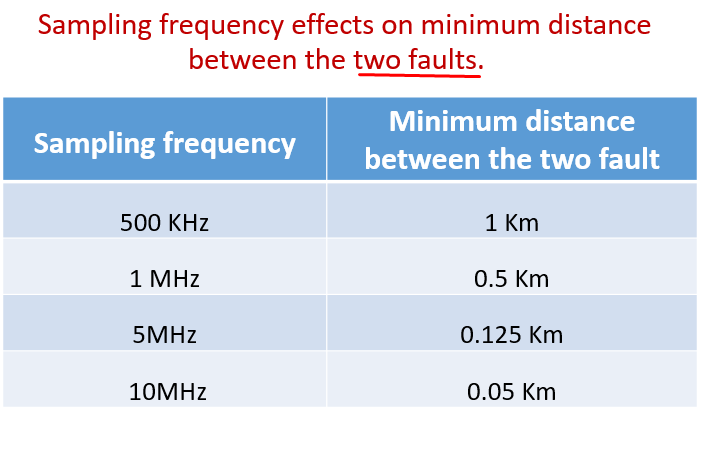 Sampling frequency effects on minimum distance
between the two faults.
Sampling frequency
Minimum distance
between the two fault
500 KHz
1 Km
1 MHz
0.5 Km
5MHz
0.125 Km
10MHz
0.05 Km